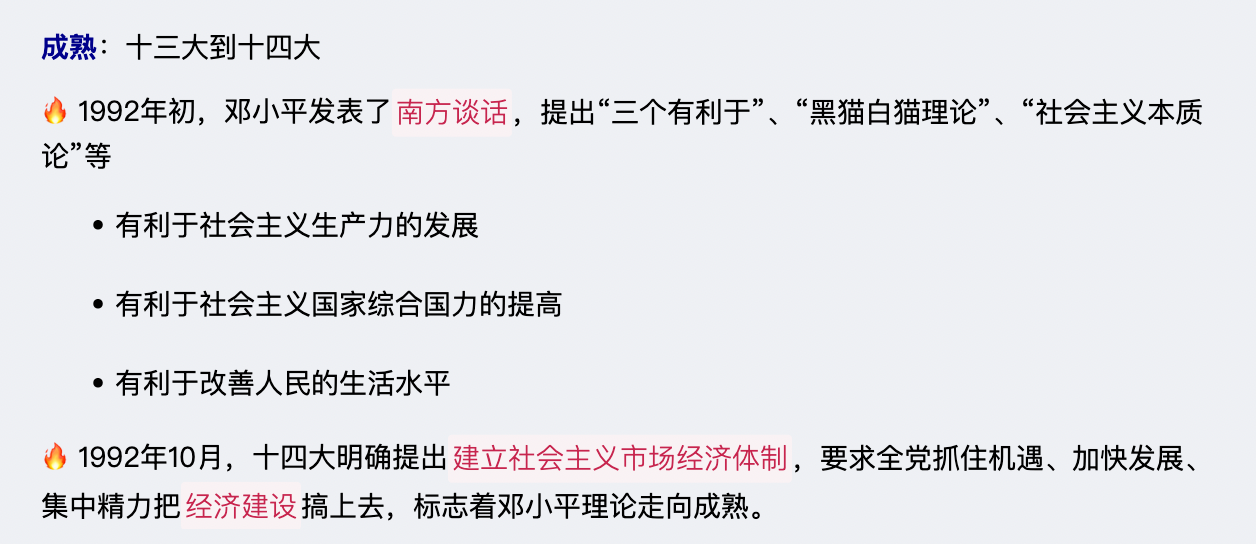 成熟：十三大到十四大
🔥 1992年初，邓小平发表了南方谈话，提出“三个有利于”、“黑猫白猫理论”、“社会主义本质
论”等
• 有利于社会主义生产力的发展
• 有利于社会主义国家综合国力的提高
• 有利于改善人民的生活水平
🔥 1992年10月，十四大明确提出建立社会主义市场经济体制，要求全党抓住机遇、加快发展、
集中精力把经济建设搞上去，标志着邓小平理论走向成熟。